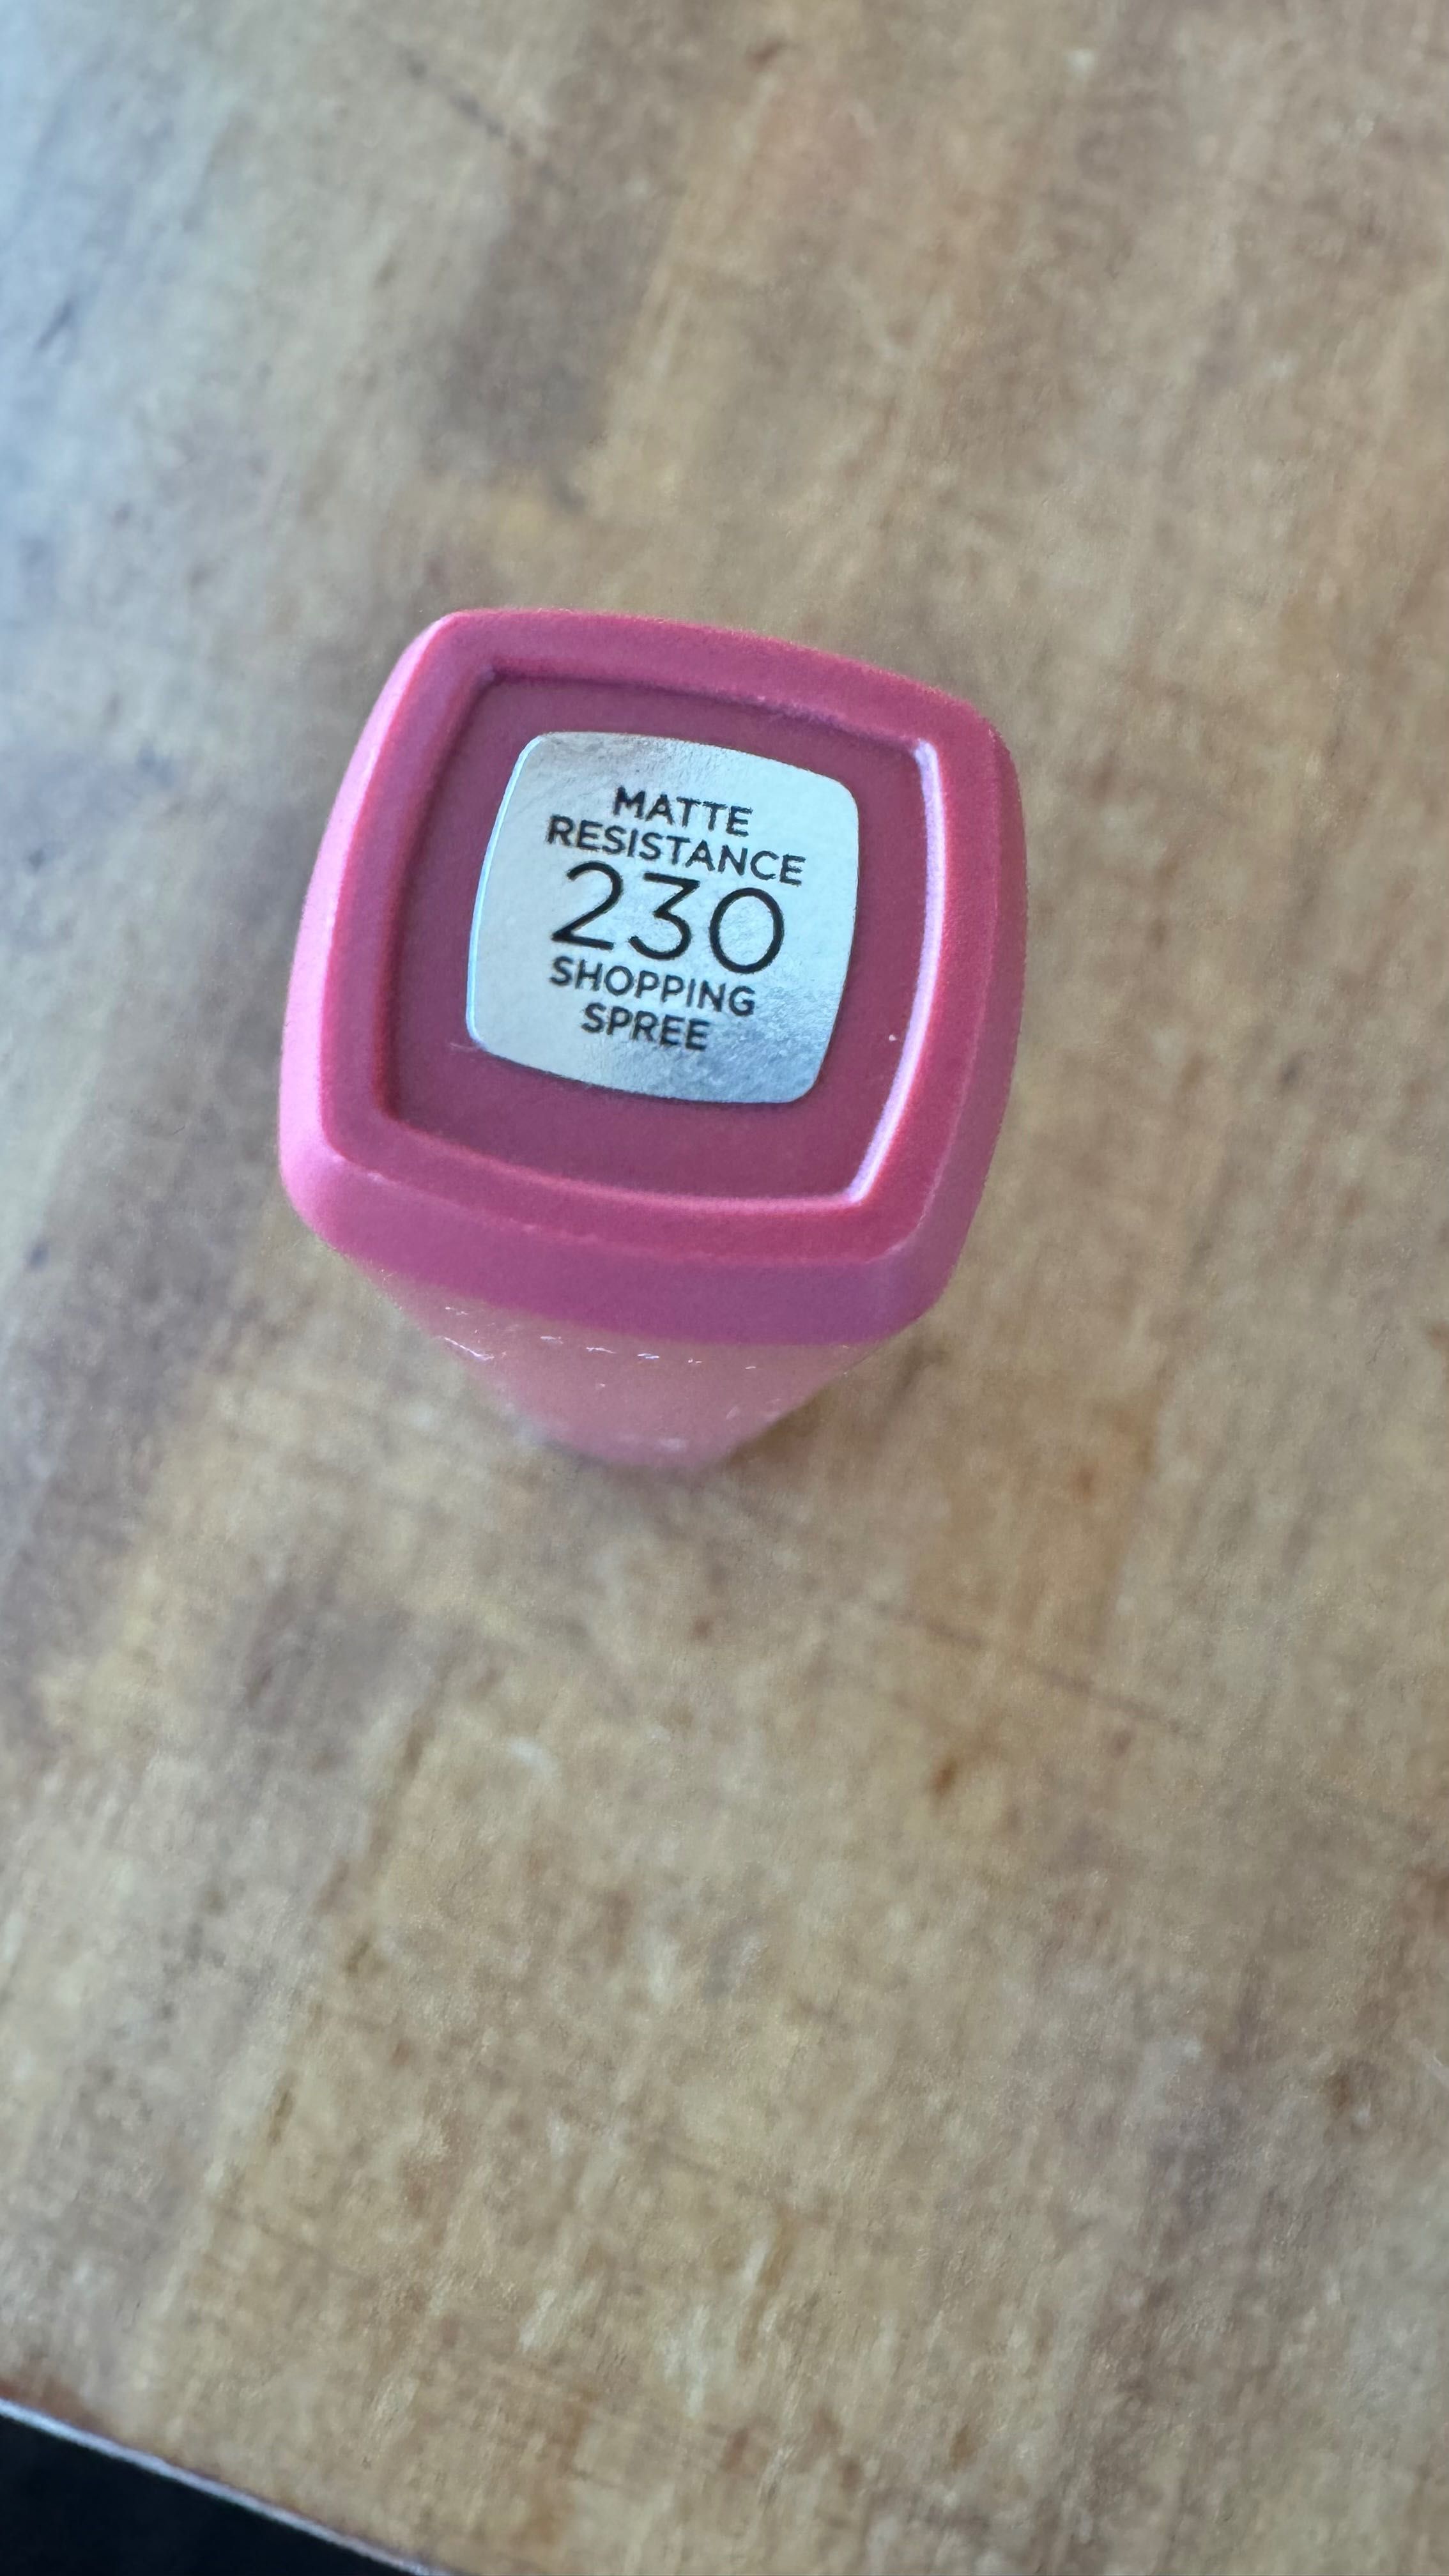 MATTE
RESISTANCE
230
SHOPPING
SPREE